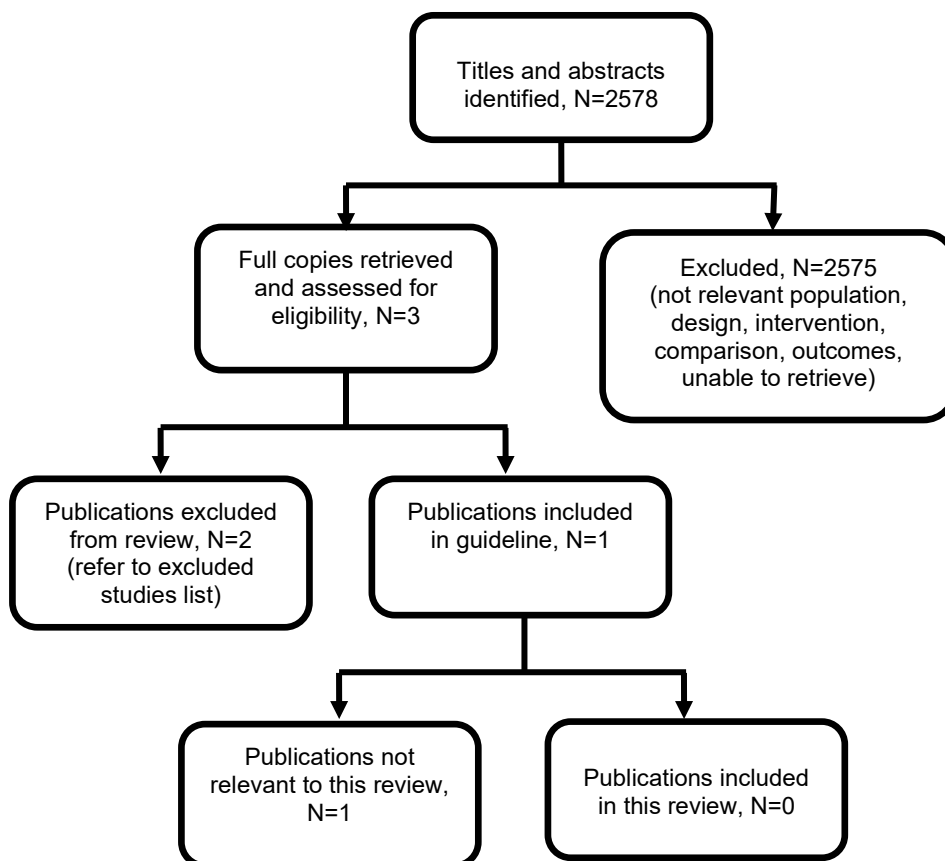 Titles and abstracts
identified, N=2578
Full copies retrieved
and assessed for
eligibility, N=3
Excluded, N=2575
(not relevant population,
design, intervention,
comparison, outcomes,
unable to retrieve)
Publications excluded
from review, N=2
(refer to excluded
studies list)
Publications included
in guideline, N=1
Publications not
relevant to this review,
N=1
Publications included
in this review, N=0